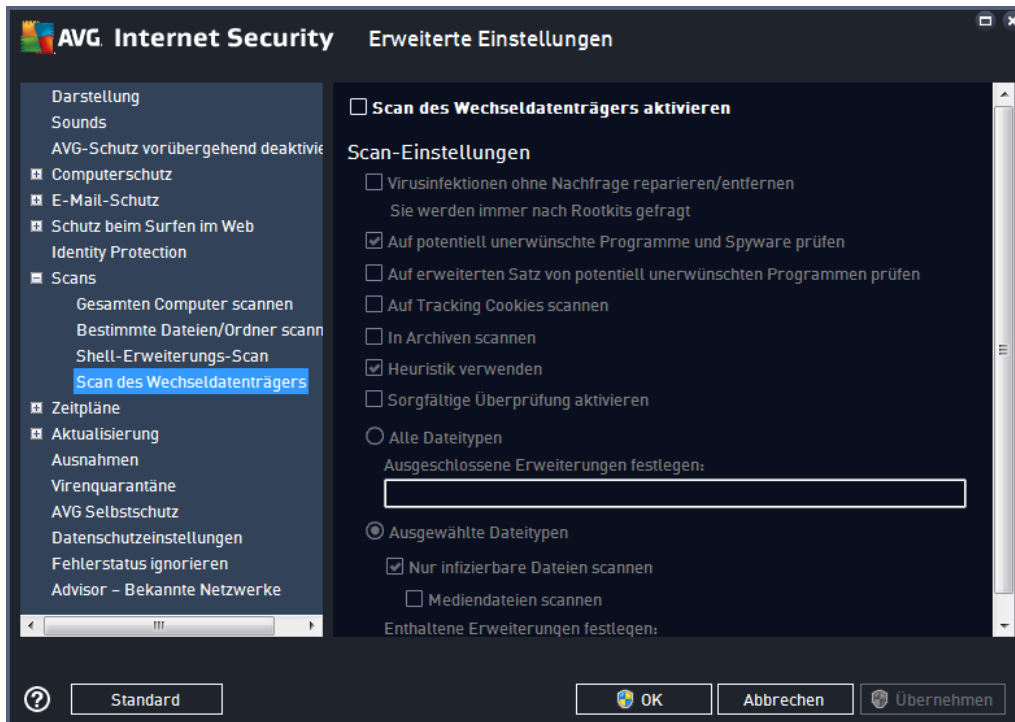 AVG. Internet Security Erweiterte Einstellungen
Darstellung
Sounds
AVG-Schutz vorübergehend deaktivie
Computerschutz
E-Mail-Schutz
Schutz beim Surfen im Web
Identity Protection
Scans
Gesamten Computer scannen
Bestimmte Dateien/Ordner scann
Shell-Erweiterungs-Scan
Scan des Wechseldatenträgers
Zeitpläne
Aktualisierung
Ausnahmen
Virenquarantäne
AVG Selbstschutz
Datenschutzeinstellungen
Fehlerstatus ignorieren
Advisor – Bekannte Netzwerke
Scan des Wechseldatenträgers aktivieren
Scan-Einstellungen
Virusinfektionen ohne Nachfrage reparieren/entfernen
Sie werden immer nach Rootkits gefragt
Auf potentiell unerwünschte Programme und Spyware prüfen
Auf erweiterten Satz von potentiell unerwünschten Programmen prüfen
Auf Tracking Cookies scannen
In Archiven scannen
Heuristik verwenden
Sorgfältige Überprüfung aktivieren
Alle Dateitypen
Ausgeschlossene Erweiterungen festlegen:
Ausgewählte Dateitypen
Nur infizierbare Dateien scannen
Mediendateien scannen
Enthaltene Erweiterungen festlegen:
? Standard OK Abbrechen Übernehmen